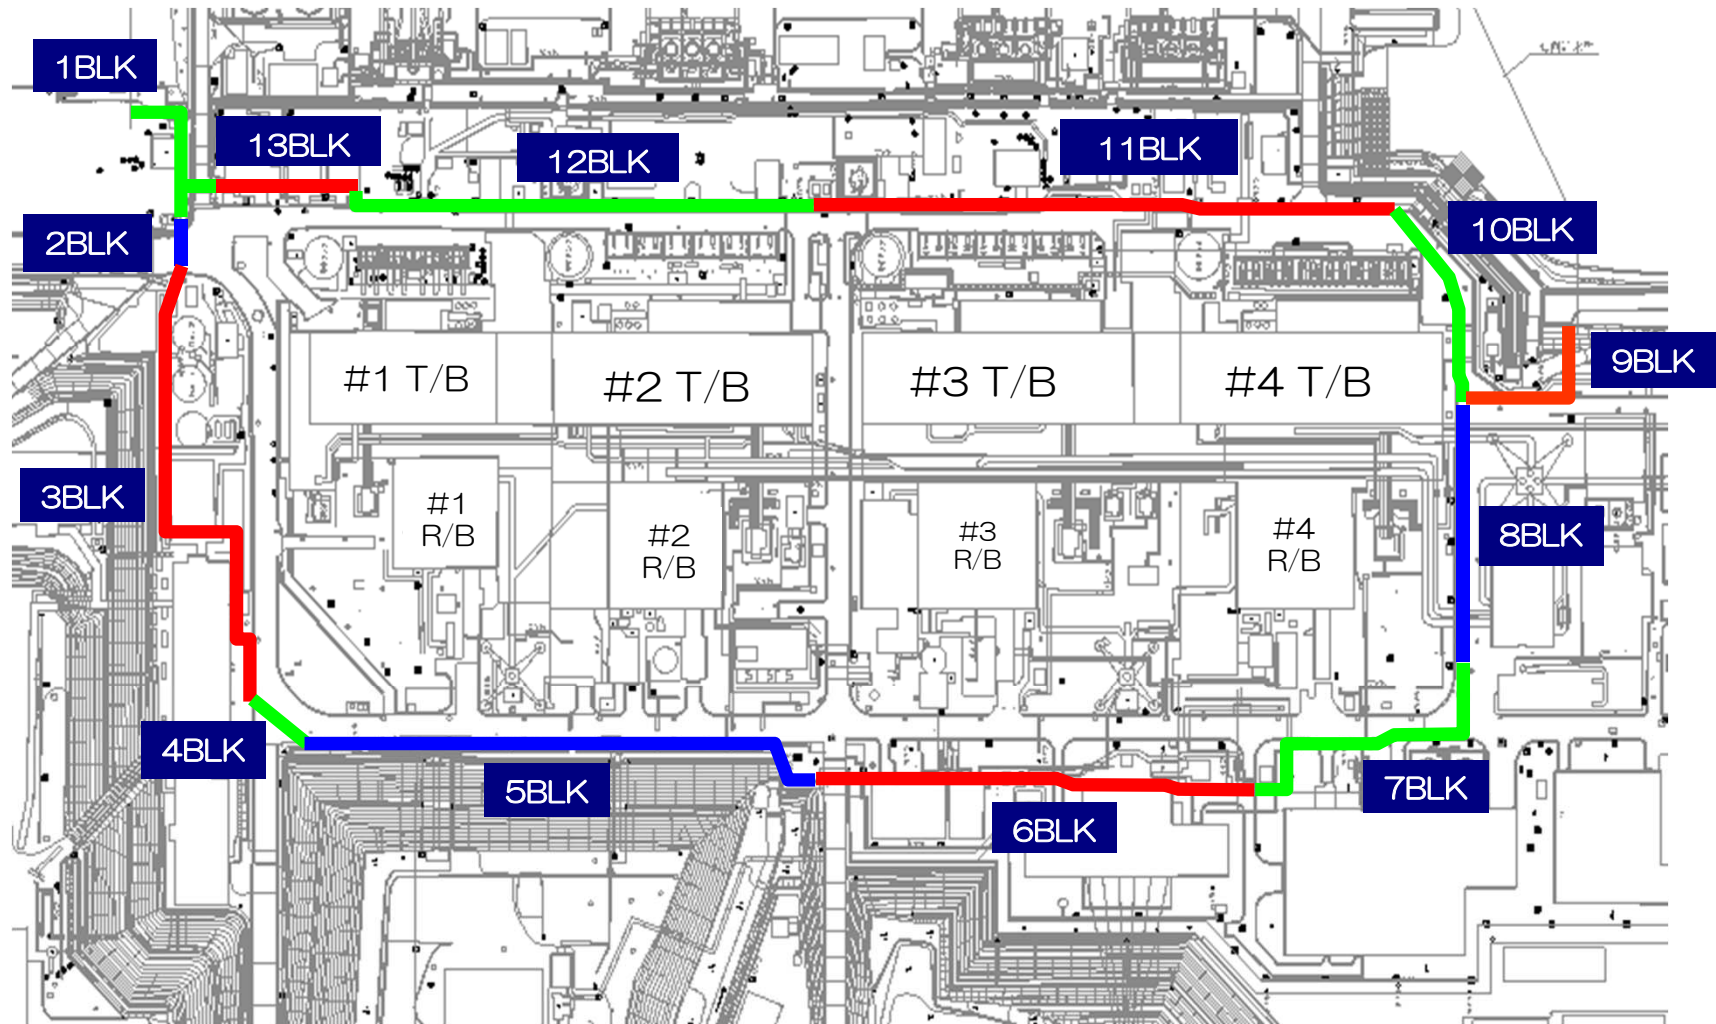 1BLK
13BLK
12BLK
11BLK
2BLK
10BLK
#1 T/B
#2 T/B
#3 T/B
#4 T/B
9BLK
3BLK
#1
R/B
#2
R/B
#3
R/B
#4
R/B
8BLK
4BLK
5BLK
6BLK
7BLK